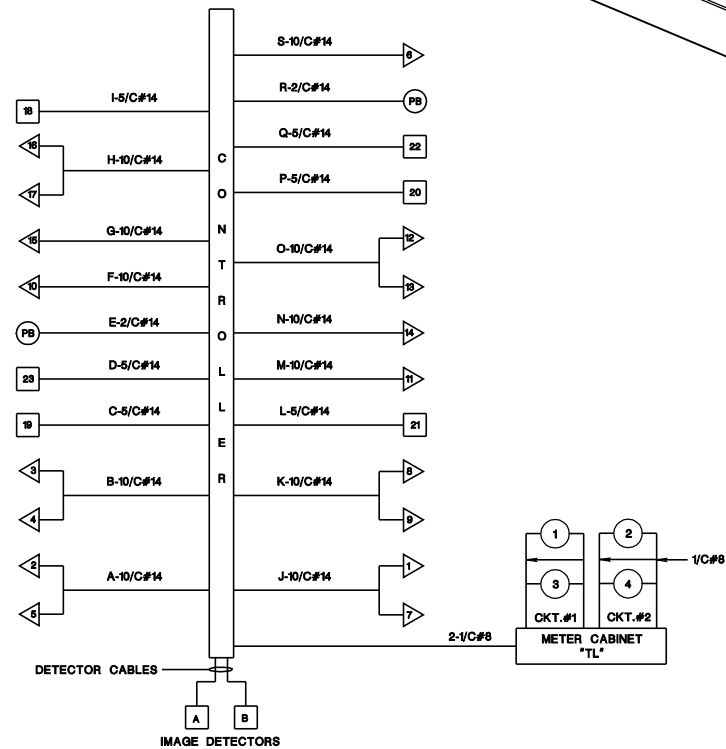 S-10/C#14
6
R-2/C#14
PB
I-5/C#14
18
Q-5/C#14
22
16
H-10/C#14
17
P-5/C#14
20
G-10/C#14
15
O-10/C#14
12
13
F-10/C#14
10
E-2/C#14
PB
N-10/C#14
14
D-5/C#14
23
M-10/C#14
11
C-5/C#14
19
L-5/C#14
21
3
B-10/C#14
4
K-10/C#14
8
9
2
A-10/C#14
5
J-10/C#14
1
7
CONTROLLER
1
2
1/C#8
3
4
CKT.#1
CKT.#2
2-1/C#8
METER CABINET
"TL"
DETECTOR CABLES
A
B
IMAGE DETECTORS